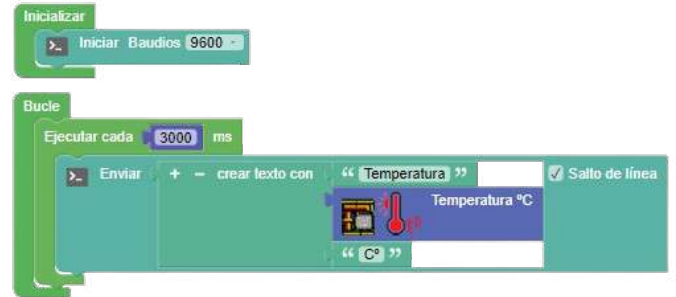 Inicializar
Iniciar Baudios 9600
Bucle
Ejecutar cada 3000 ms
Enviar + − crear texto con “ Temperatura ” Salto de línea
Temperatura ºC
“ Cº ”